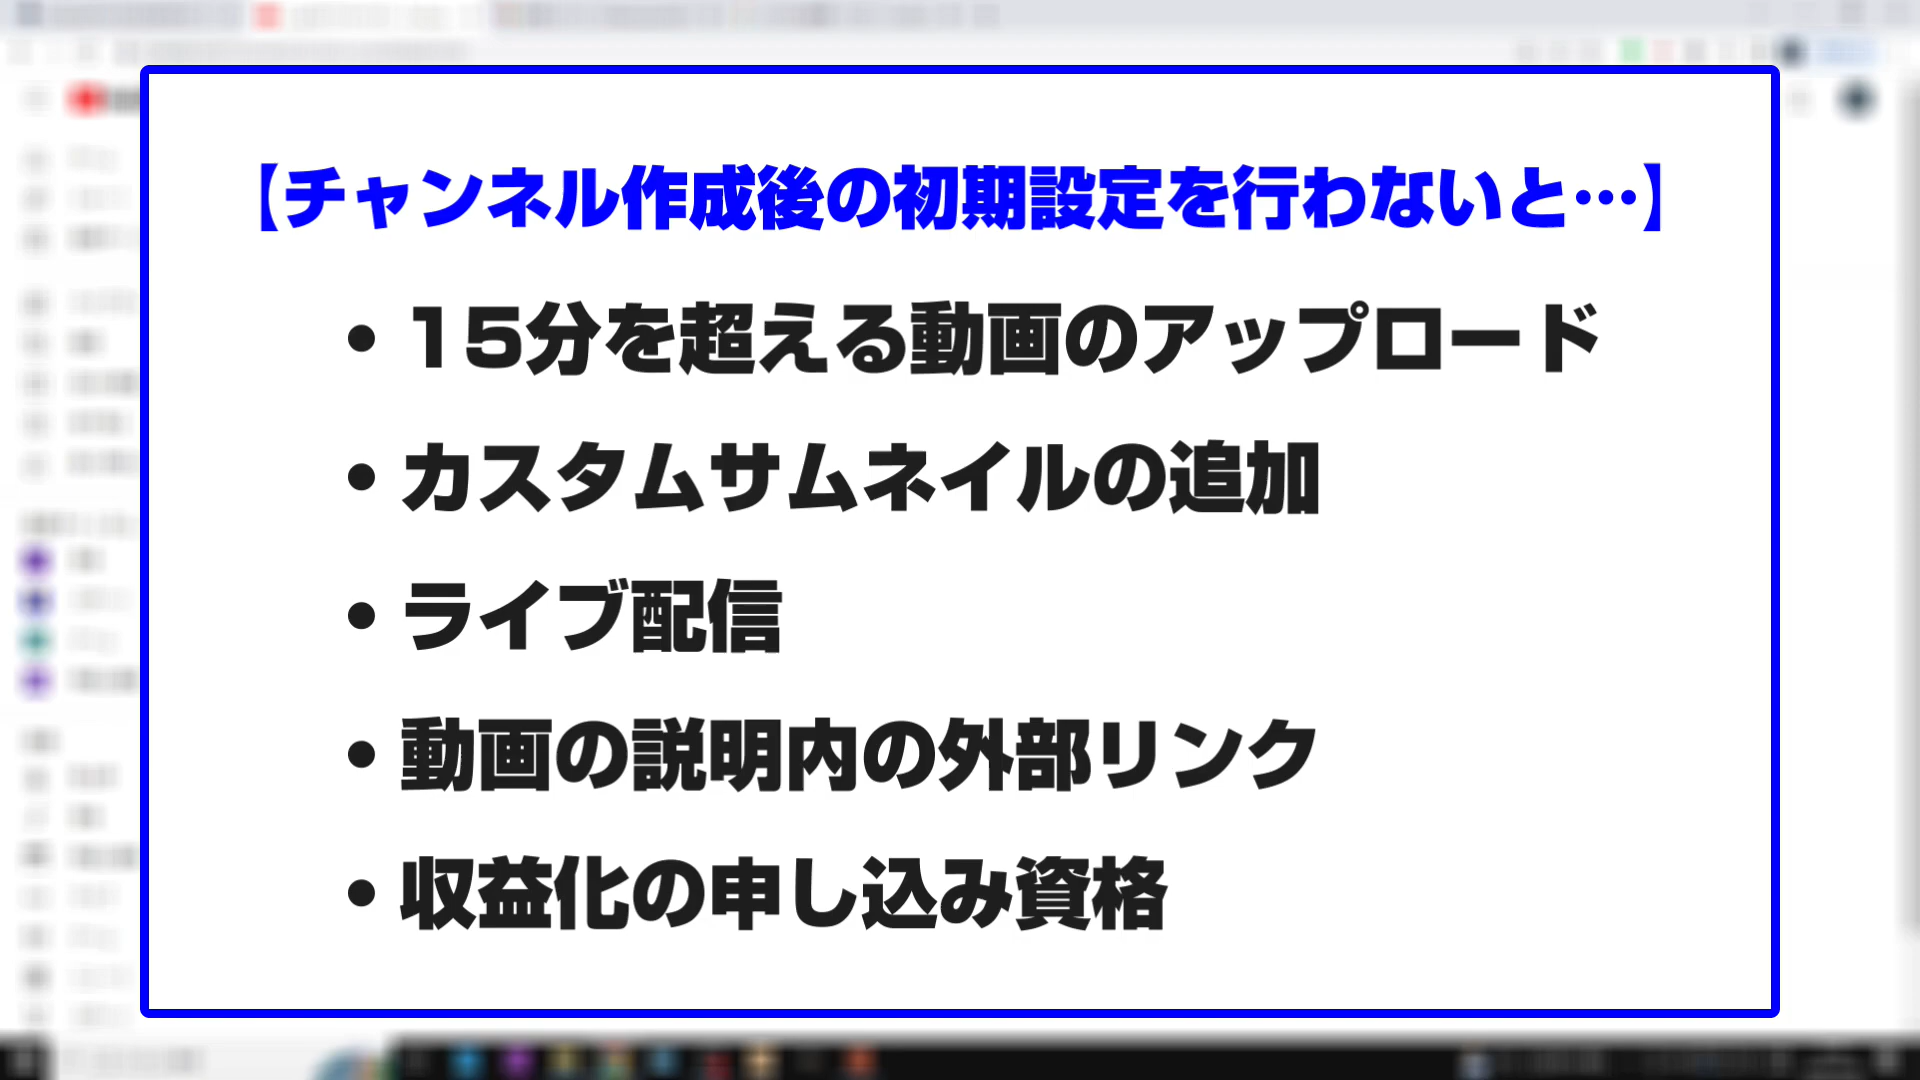 【チャンネル作成後の初期設定を行わないと…】
・15分を超える動画のアップロード
・カスタムサムネイルの追加
・ライブ配信
・動画の説明内の外部リンク
・収益化の申し込み資格